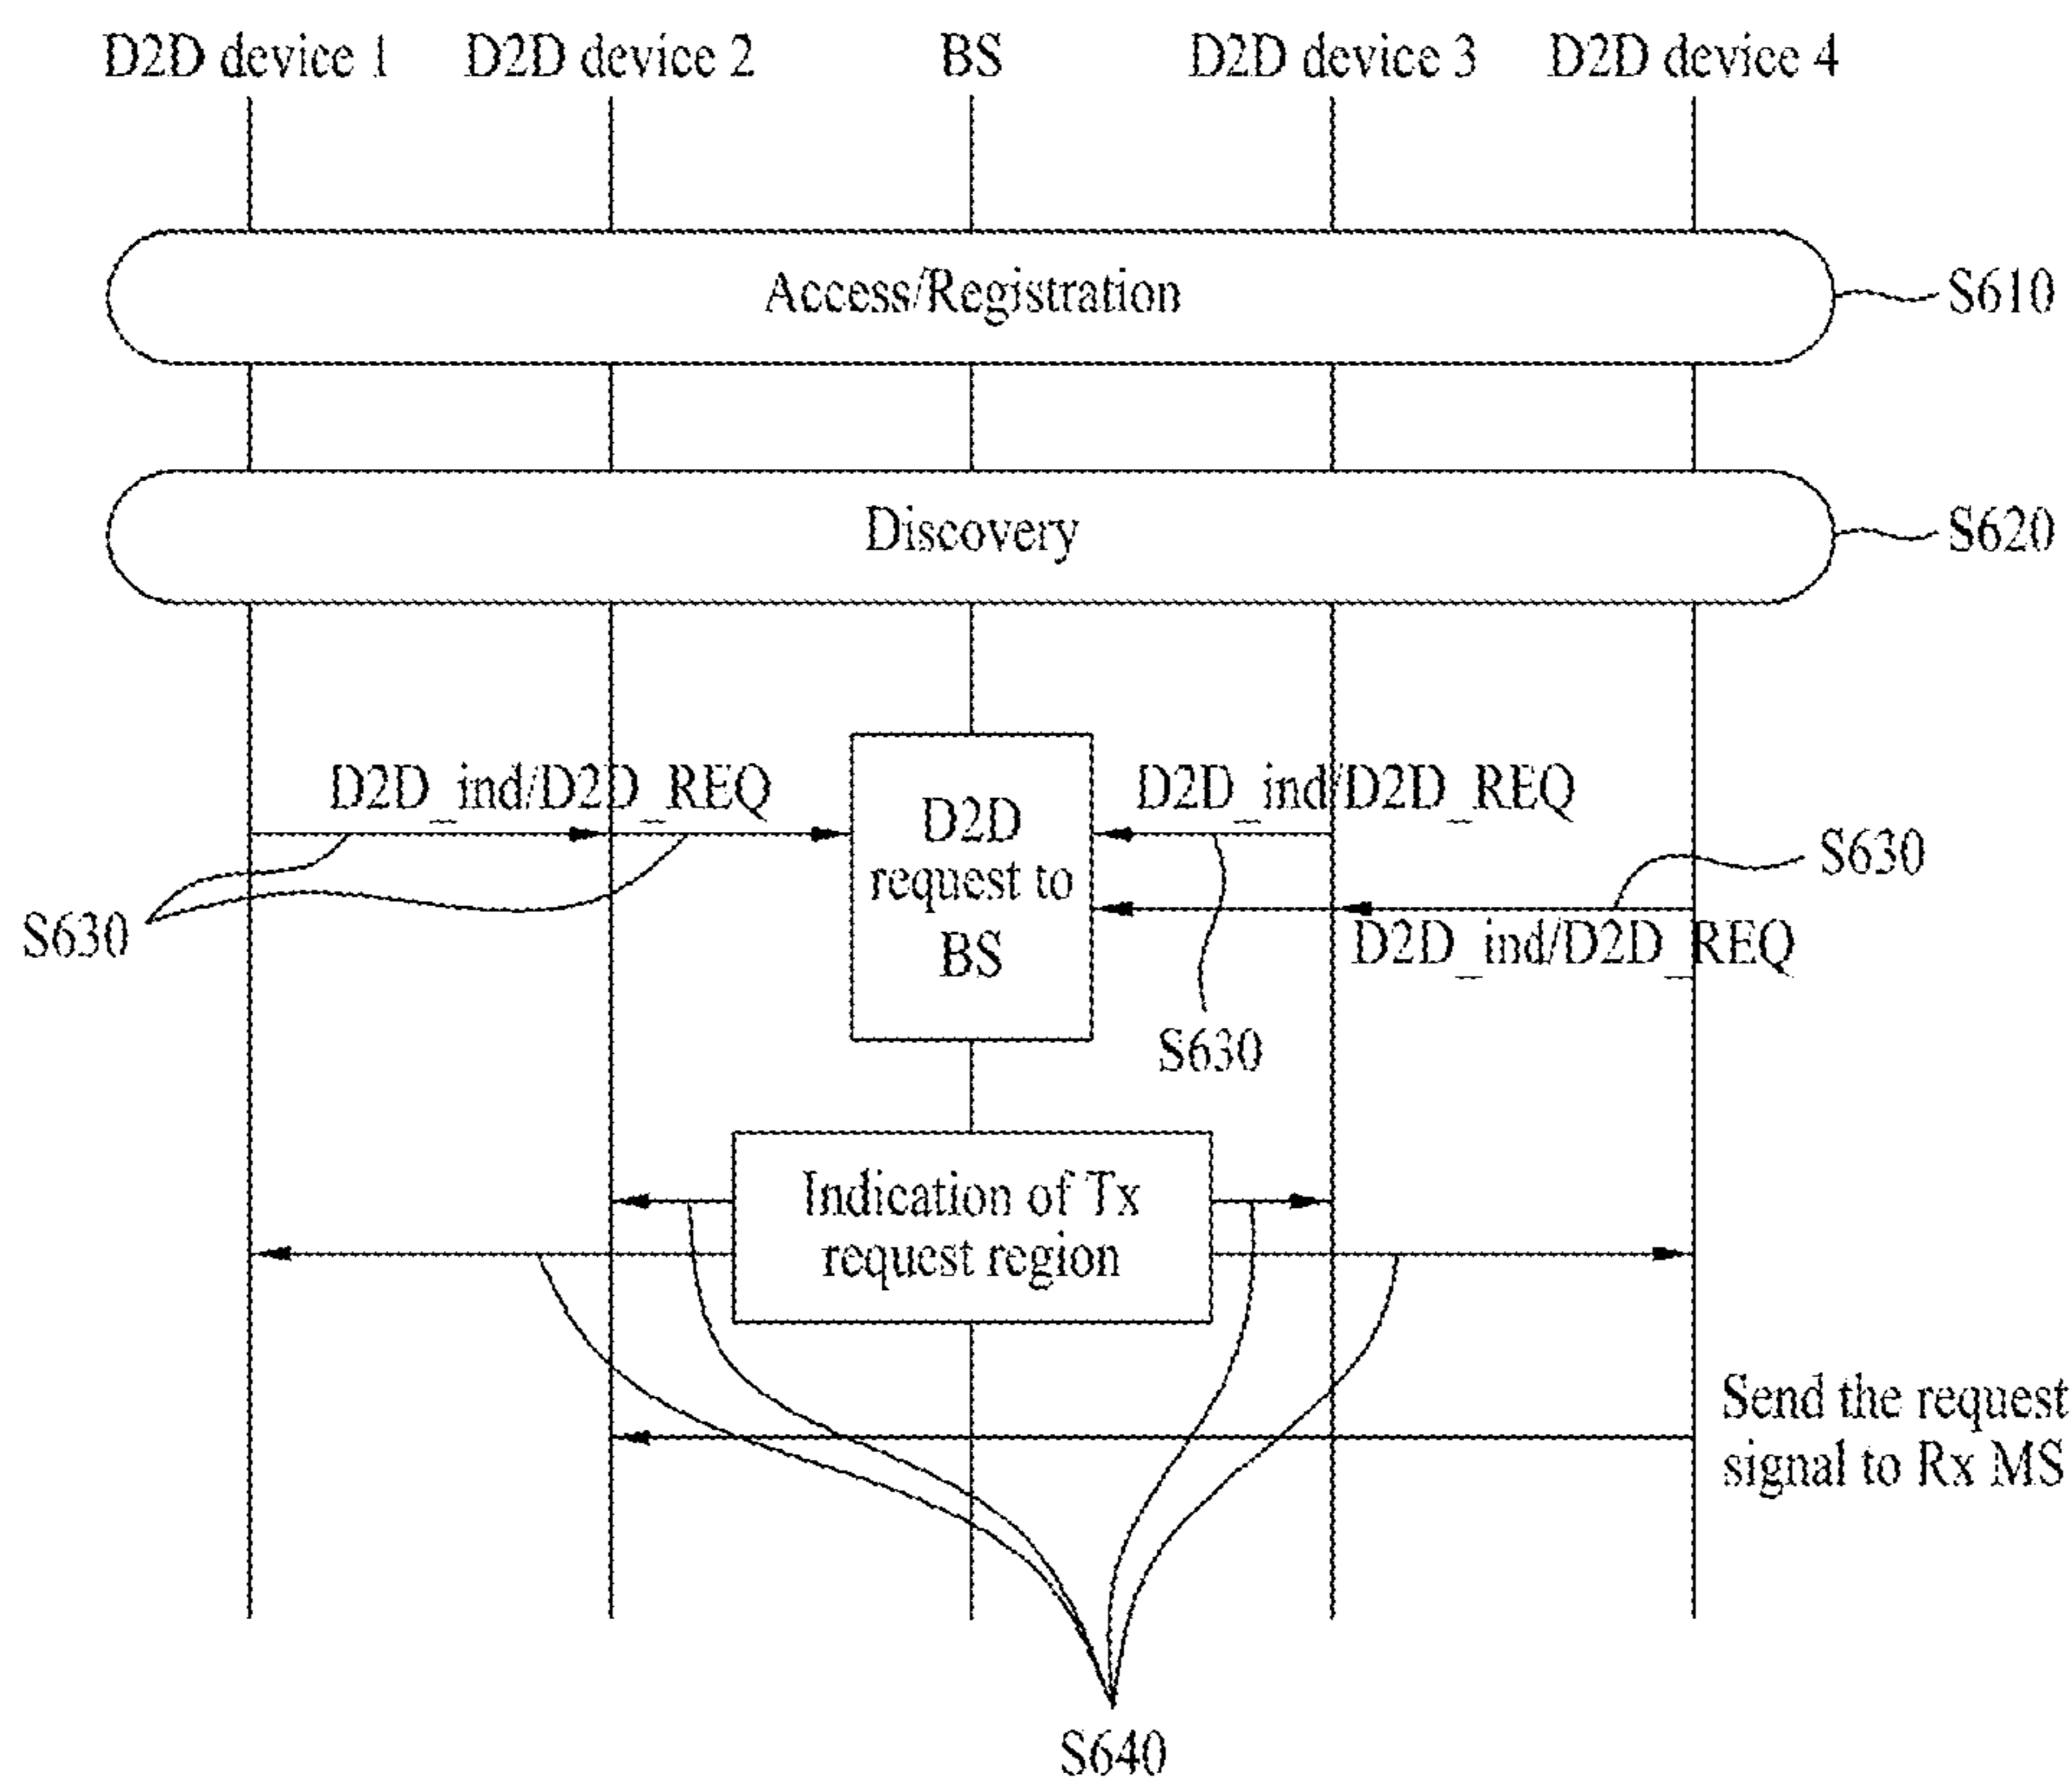 D2D device 1
D2D device 2
BS
D2D device 3
D2D device 4
Access/Registration
S610
Discovery
S620
D2D_ind/D2D_REQ
D2D
request to
BS
D2D_ind/D2D_REQ
S630
S630
D2D_ind/D2D_REQ
S630
Indication of Tx
request region
Send the request
signal to Rx MS
S640